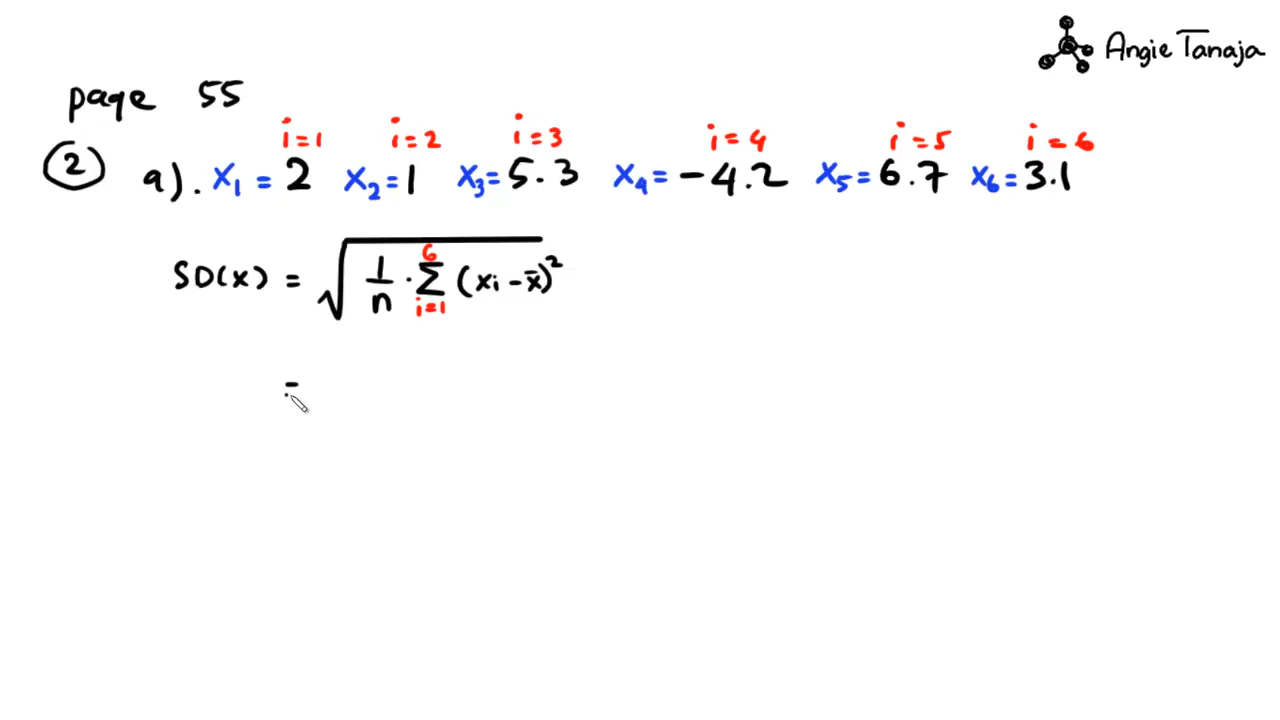 Angie Tanaja
page 55
i=1 i=2 i=3 i=4 i=5 i=6
② a). x₁ = 2 x₂=1 x₃=5.3 x₄=-4.2 x₅=6.7 x₆=3.1
SD(x) = √(1/n · Σ_{i=1}^{6} (xi - x̄)²
=